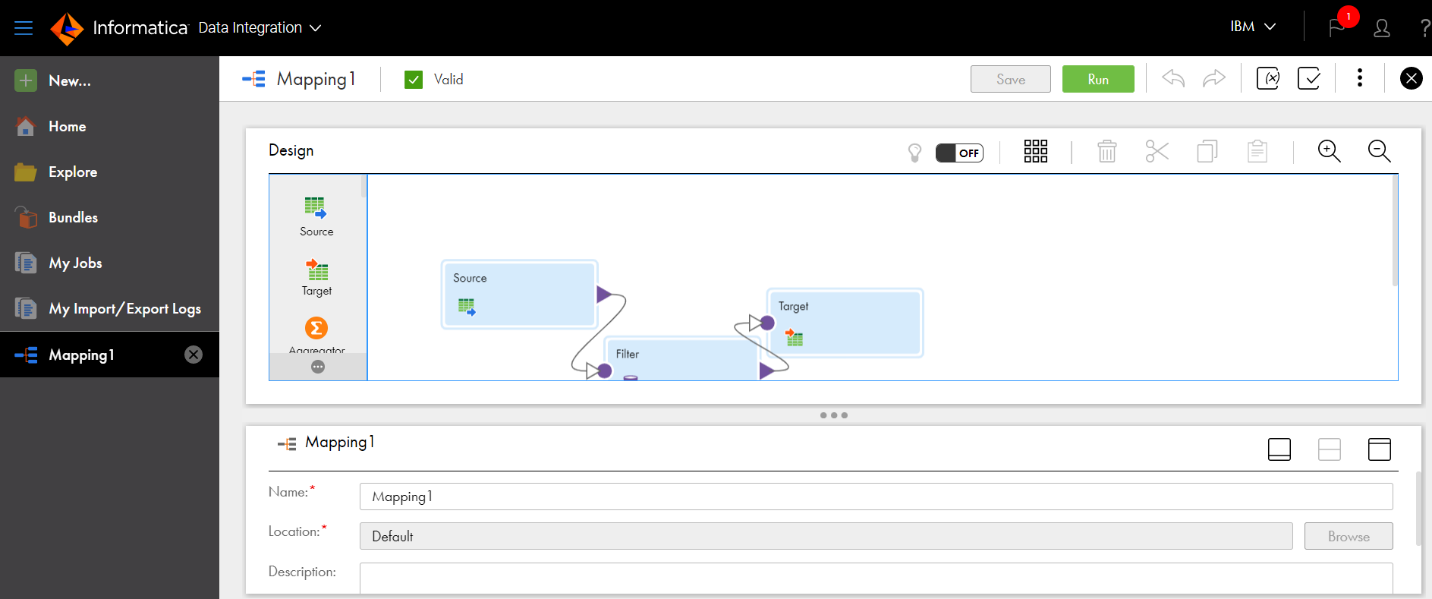 Informatica Data Integration
IBM
1
?
New...
Home
Explore
Bundles
My Jobs
My Import/Export Logs
Mapping1
Mapping1
Valid
Save
Run
Design
OFF
Source
Target
Aggregator
Source
Target
Filter
Mapping1
Name:*
Mapping1
Location:*
Default
Browse
Description: